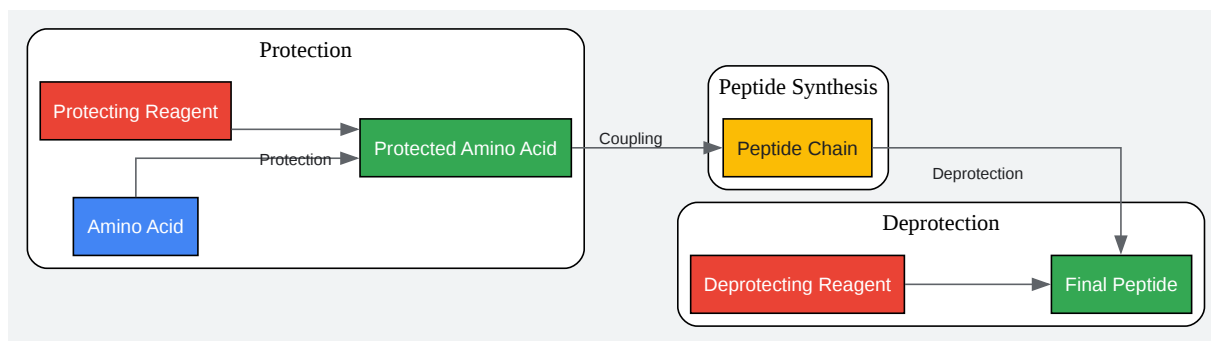 Protection
Protecting Reagent
Protected Amino Acid
Protection
Amino Acid
Coupling
Peptide Synthesis
Peptide Chain
Deprotection
Deprotection
Deprotecting Reagent
Final Peptide